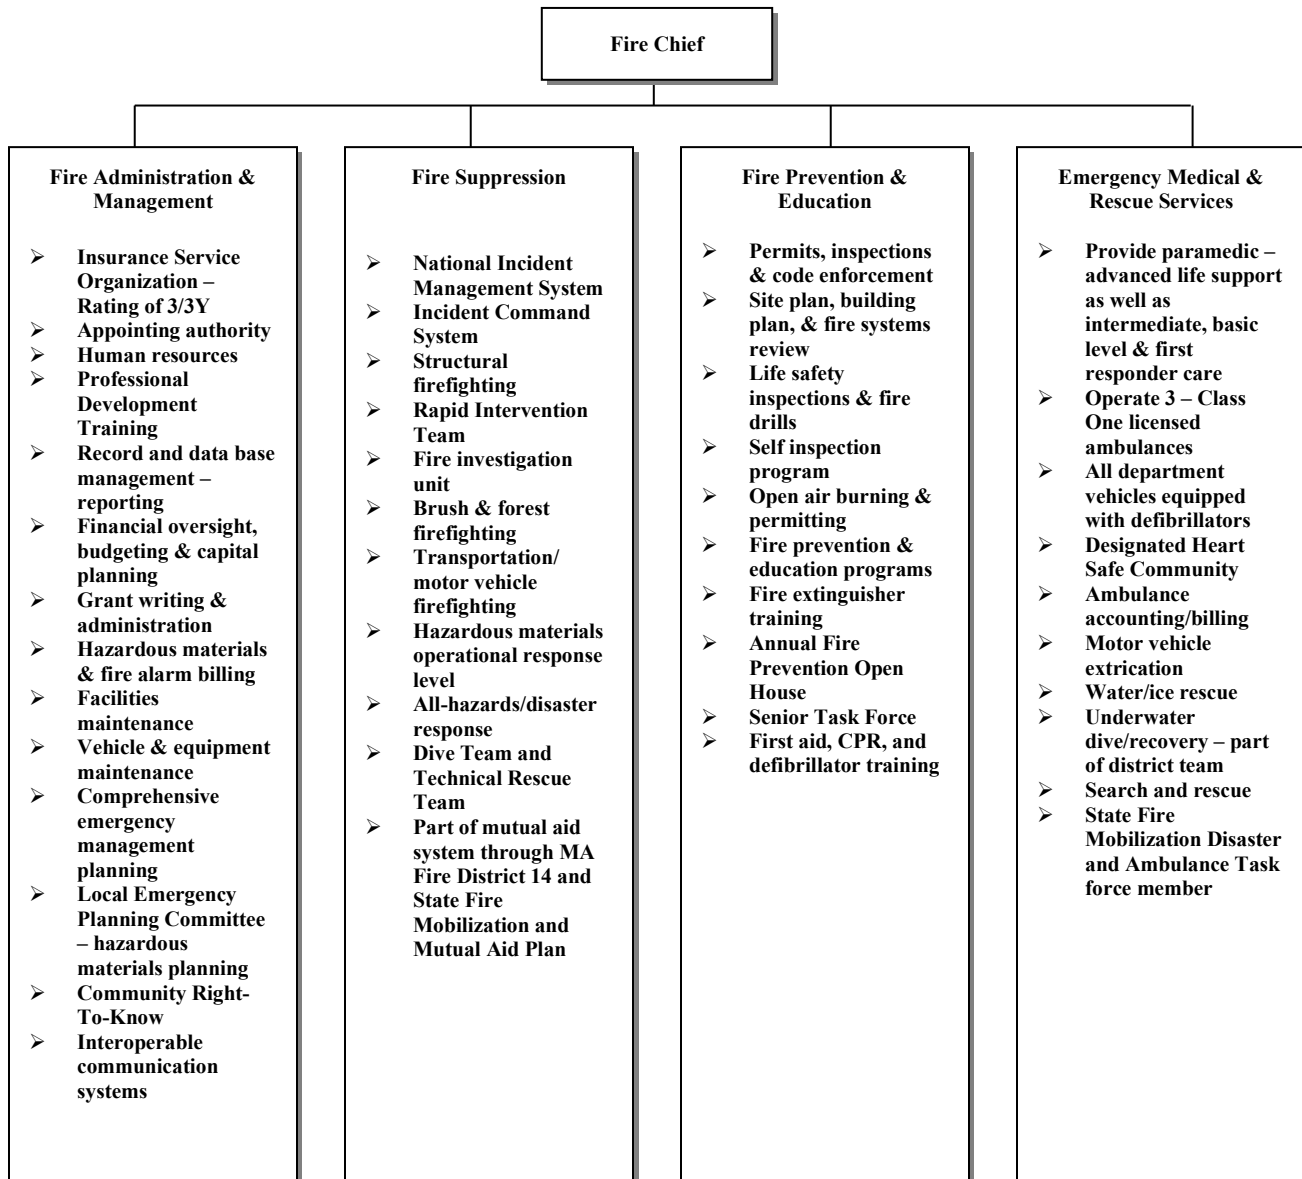 Fire Chief
Fire Administration &
Management
➢ Insurance Service
Organization –
Rating of 3/3Y
➢ Appointing authority
➢ Human resources
➢ Professional
Development
Training
➢ Record and data base
management –
reporting
➢ Financial oversight,
budgeting & capital
planning
➢ Grant writing &
administration
➢ Hazardous materials
& fire alarm billing
➢ Facilities
maintenance
➢ Vehicle & equipment
maintenance
➢ Comprehensive
emergency
management
planning
➢ Local Emergency
Planning Committee
– hazardous
materials planning
➢ Community Right-
To-Know
➢ Interoperable
communication
systems
Fire Suppression
➢ National Incident
Management System
➢ Incident Command
System
➢ Structural
firefighting
➢ Rapid Intervention
Team
➢ Fire investigation
unit
➢ Brush & forest
firefighting
➢ Transportation/
motor vehicle
firefighting
➢ Hazardous materials
operational response
level
➢ All-hazards/disaster
response
➢ Dive Team and
Technical Rescue
Team
➢ Part of mutual aid
system through MA
Fire District 14 and
State Fire
Mobilization and
Mutual Aid Plan
Fire Prevention &
Education
➢ Permits, inspections
& code enforcement
➢ Site plan, building
plan, & fire systems
review
➢ Life safety
inspections & fire
drills
➢ Self inspection
program
➢ Open air burning &
permitting
➢ Fire prevention &
education programs
➢ Fire extinguisher
training
➢ Annual Fire
Prevention Open
House
➢ Senior Task Force
➢ First aid, CPR, and
defibrillator training
Emergency Medical &
Rescue Services
➢ Provide paramedic –
advanced life support
as well as
intermediate, basic
level & first
responder care
➢ Operate 3 – Class
One licensed
ambulances
➢ All department
vehicles equipped
with defibrillators
➢ Designated Heart
Safe Community
➢ Ambulance
accounting/billing
➢ Motor vehicle
extrication
➢ Water/ice rescue
➢ Underwater
dive/recovery – part
of district team
➢ Search and rescue
➢ State Fire
Mobilization Disaster
and Ambulance Task
force member